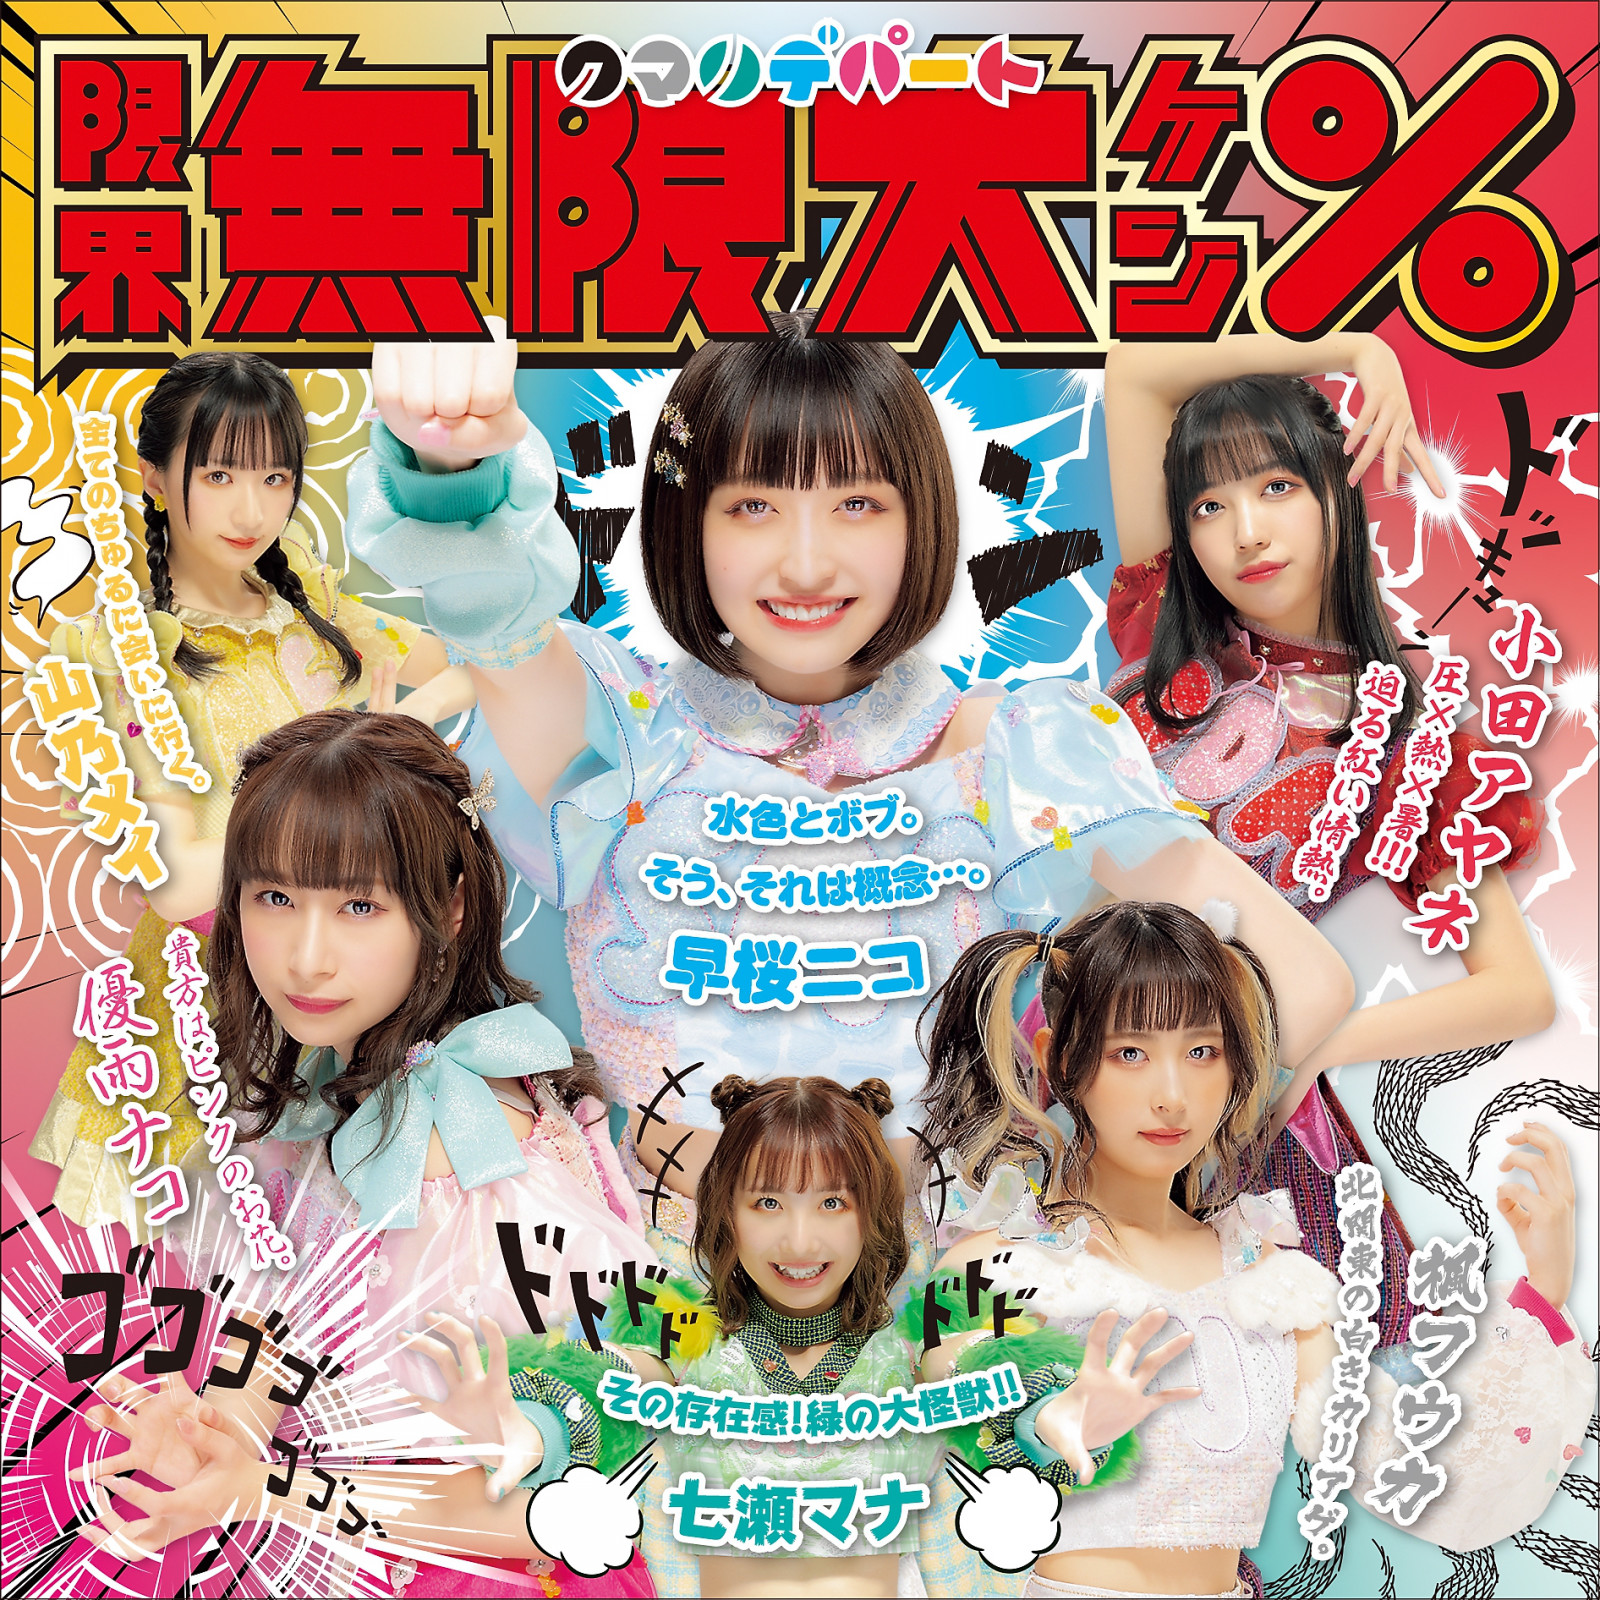 クマリデパート
限界無限大ケン%
全てのちゅるに会いに行く。
山乃メイ
ドン
ドドキュン
小田アヤネ
圧×熱×暑!!!
迫る紅い情熱。
水色とボブ。
そう、それは概念…。
早桜ニコ
貴方はピンクのお花。
優雨ナコ
ゴゴゴゴ
ゴゴゴ
ドドドド
ドドド
その存在感!緑の大怪獣!!
七瀬マナ
楓フウカ
北関東の白きカリアゲ。